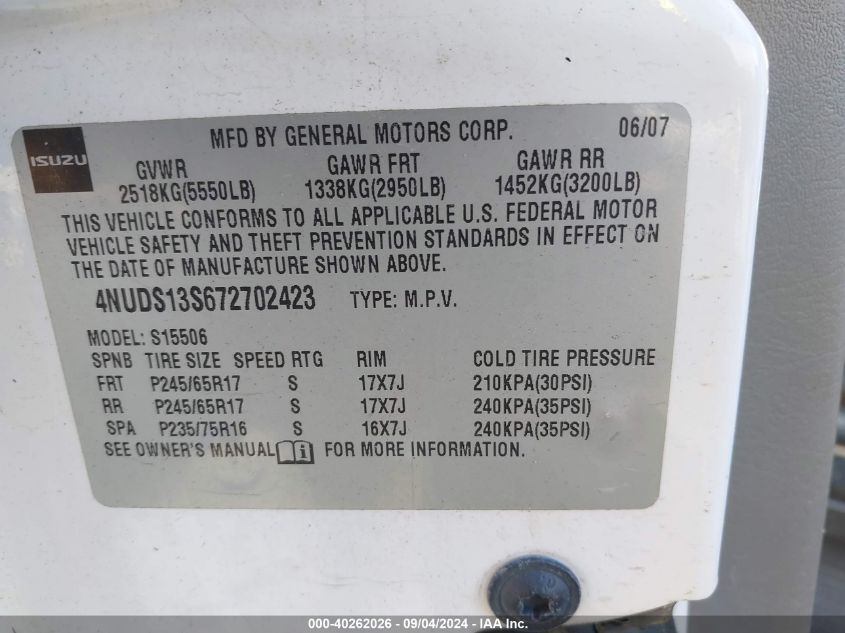 MFD BY GENERAL MOTORS CORP. 06/07
ISUZU
GVWR GAWR FRT GAWR RR
2518KG(5550LB) 1338KG(2950LB) 1452KG(3200LB)
THIS VEHICLE CONFORMS TO ALL APPLICABLE U.S. FEDERAL MOTOR
VEHICLE SAFETY AND THEFT PREVENTION STANDARDS IN EFFECT ON
THE DATE OF MANUFACTURE SHOWN ABOVE.
4NUDS13S672702423 TYPE: M.P.V.
MODEL: S15506
SPNB TIRE SIZE SPEED RTG RIM COLD TIRE PRESSURE
FRT P245/65R17 S 17X7J 210KPA(30PSI)
RR P245/65R17 S 17X7J 240KPA(35PSI)
SPA P235/75R16 S 16X7J 240KPA(35PSI)
SEE OWNER'S MANUAL FOR MORE INFORMATION.
000-40262026 - 09/04/2024 - IAA Inc.